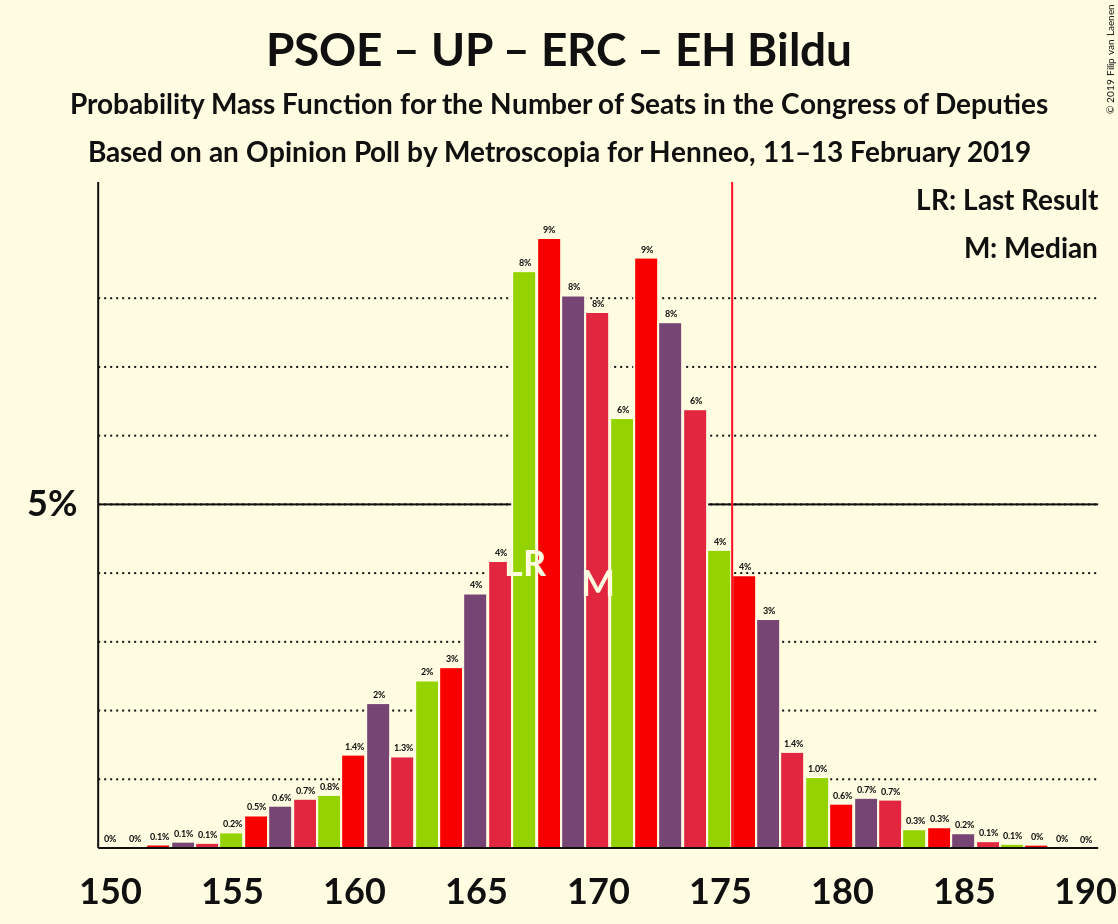 PSOE – UP – ERC – EH Bildu
Probability Mass Function for the Number of Seats in the Congress of Deputies
Based on an Opinion Poll by Metroscopia for Henneo, 11–13 February 2019
© 2019 Filip van Laenen
LR: Last Result
M: Median
5%
0% 0% 0.1% 0.1% 0.1% 0.2% 0.5% 0.6% 0.7% 0.8% 1.4% 2% 1.3% 2% 3% 4% 4% 8% 9% 8% 8% 6% 9% 8% 6% 4% 4% 3% 1.4% 1.0% 0.6% 0.7% 0.7% 0.3% 0.3% 0.2% 0.1% 0.1% 0% 0% 0%
LR
M
150 155 160 165 170 175 180 185 190